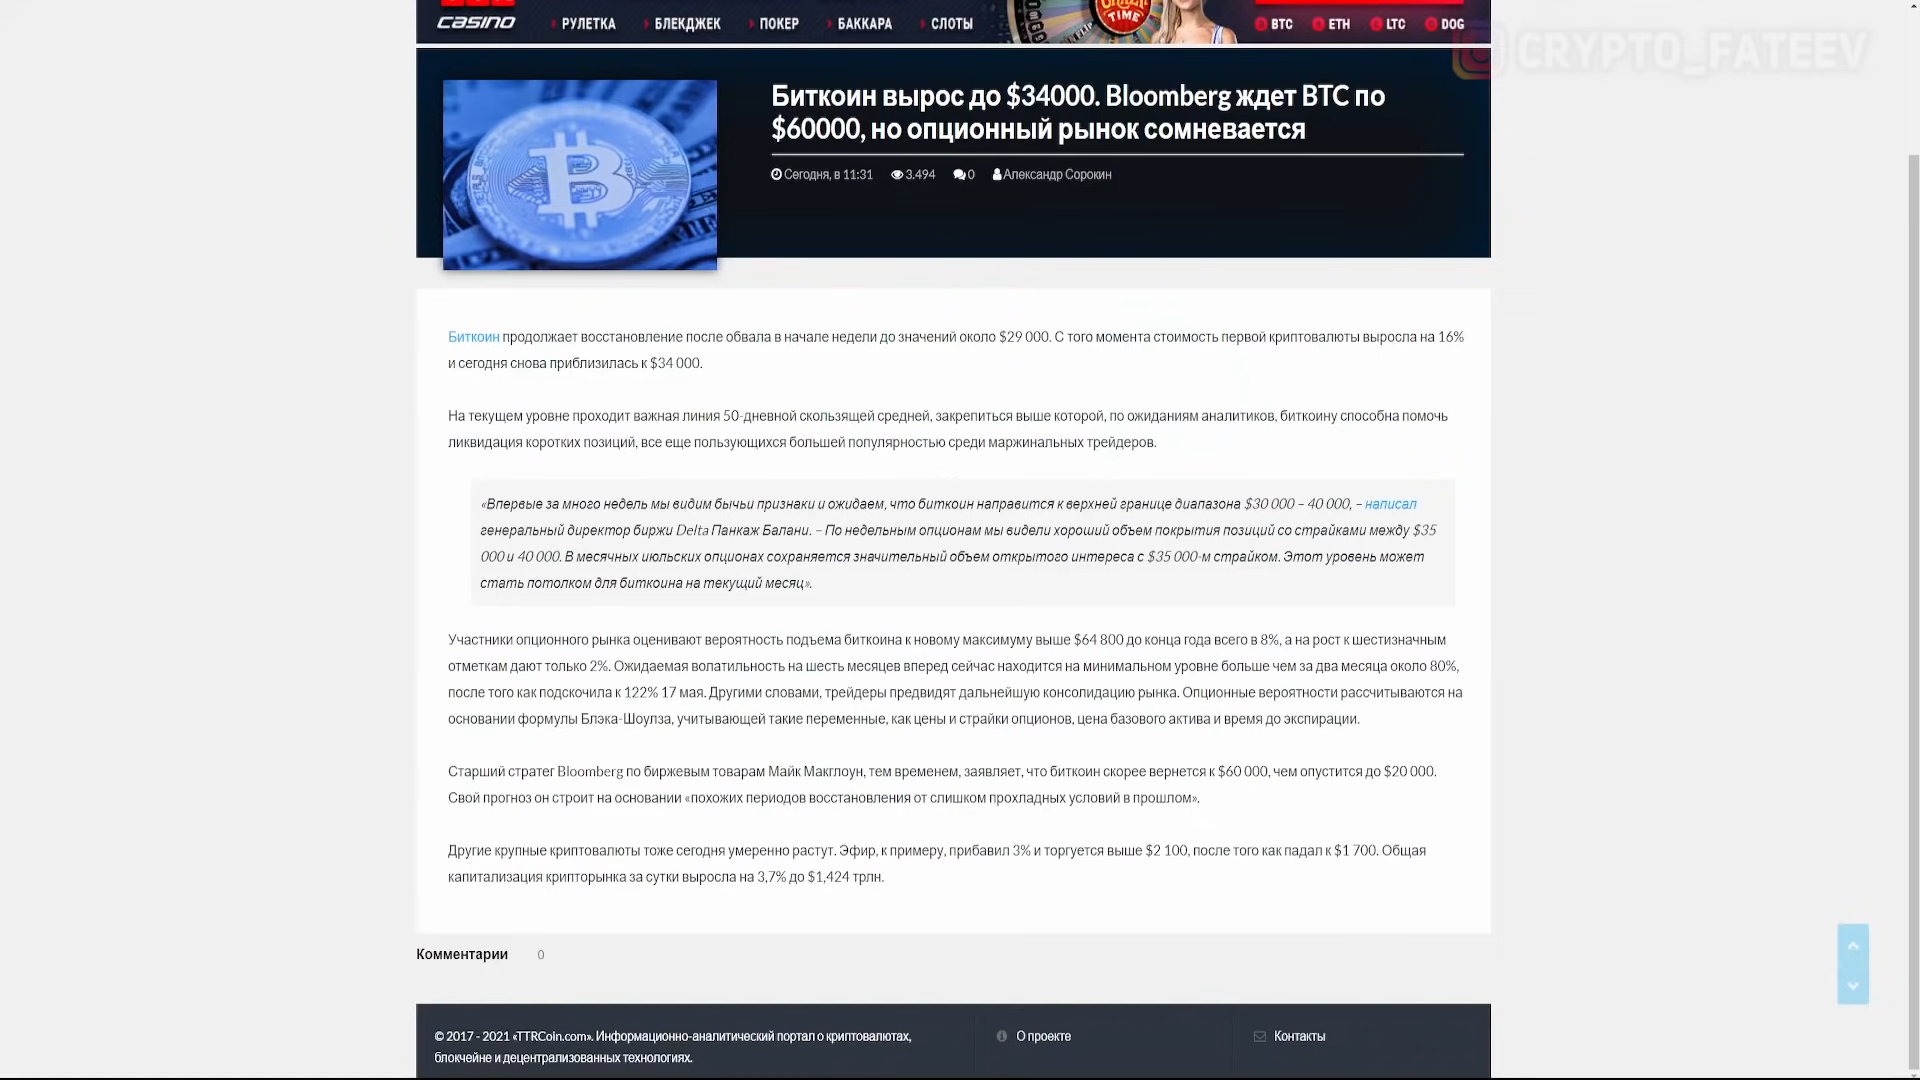 casino
РУЛЕТКА
БЛЕКДЖЕК
ПОКЕР
БАККАРА
СЛОТЫ
TIME
BTC
ETH
LTC
DOG
CRYPTO_FATEEV
Биткоин вырос до $34000. Bloomberg ждет BTC по
$60000, но опционный рынок сомневается
Сегодня, в 11:31 3.494 0 Александр Сорокин
Биткоин продолжает восстановление после обвала в начале недели до значений около $29 000. С того момента стоимость первой криптовалюты выросла на 16%
и сегодня снова приблизилась к $34 000.
На текущем уровне проходит важная линия 50-дневной скользящей средней, закрепиться выше которой, по ожиданиям аналитиков, биткоину способна помочь
ликвидация коротких позиций, все еще пользующихся большей популярностью среди маржинальных трейдеров.
«Впервые за много недель мы видим бычьи признаки и ожидаем, что биткоин направится к верхней границе диапазона $30 000 – 40 000, – написал
генеральный директор биржи Delta Панкаж Балани. – По недельным опционам мы видели хороший объем покрытия позиций со страйками между $35
000 и 40 000. В месячных июльских опционах сохраняется значительный объем открытого интереса с $35 000-м страйком. Этот уровень может
стать потолком для биткоина на текущий месяц».
Участники опционного рынка оценивают вероятность подъема биткоина к новому максимуму выше $64 800 до конца года всего в 8%, а на рост к шестизначным
отметкам дают только 2%. Ожидаемая волатильность на шесть месяцев вперед сейчас находится на минимальном уровне больше чем за два месяца около 80%,
после того как подскочила к 122% 17 мая. Другими словами, трейдеры предвидят дальнейшую консолидацию рынка. Опционные вероятности рассчитываются на
основании формулы Блэка-Шоулза, учитывающей такие переменные, как цены и страйки опционов, цена базового актива и время до экспирации.
Старший стратег Bloomberg по биржевым товарам Майк Макглоун, тем временем, заявляет, что биткоин скорее вернется к $60 000, чем опустится до $20 000.
Свой прогноз он строит на основании «похожих периодов восстановления от слишком прохладных условий в прошлом».
Другие крупные криптовалюты тоже сегодня умеренно растут. Эфир, к примеру, прибавил 3% и торгуется выше $2 100, после того как падал к $1 700. Общая
капитализация крипторынка за сутки выросла на 3,7% до $1,424 трлн.
Комментарии 0
© 2017 - 2021 «TTRCoin.com». Информационно-аналитический портал о криптовалютах,
блокчейне и децентрализованных технологиях.
О проекте
Контакты